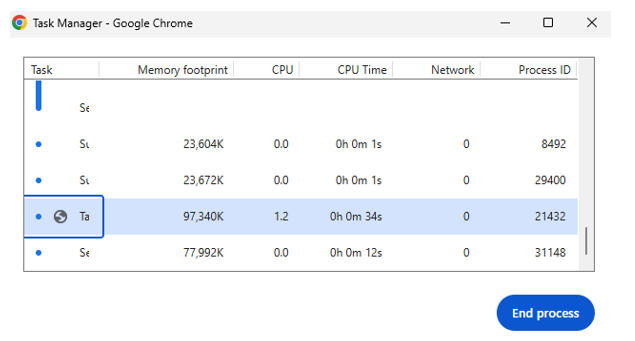 Task Manager - Google Chrome
Task Memory footprint CPU CPU Time Network Process ID
Se
Su 23,604K 0.0 0h 0m 1s 0 8492
Su 23,672K 0.0 0h 0m 1s 0 29400
Ta 97,340K 1.2 0h 0m 34s 0 21432
Se 77,992K 0.0 0h 0m 12s 0 31148
End process